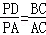 PD/PA = BC/AC